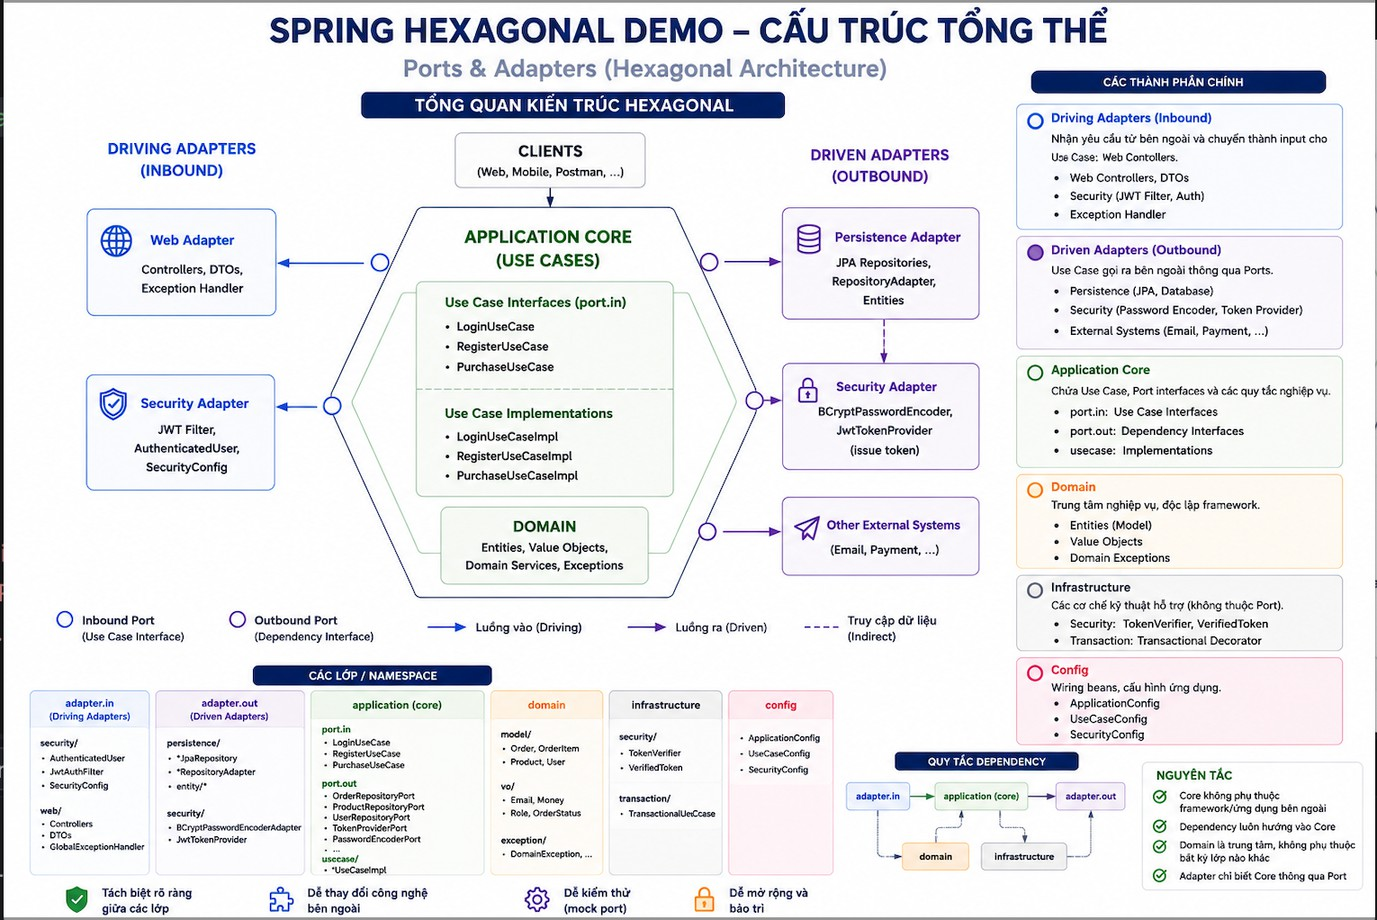 SPRING HEXAGONAL DEMO – CẤU TRÚC TỔNG THỂ
Ports & Adapters (Hexagonal Architecture)
TỔNG QUAN KIẾN TRÚC HEXAGONAL
DRIVING ADAPTERS
(INBOUND)
Web Adapter
Controllers, DTOs,
Exception Handler
Security Adapter
JWT Filter,
AuthenticatedUser,
SecurityConfig
CLIENTS
(Web, Mobile, Postman, ...)
APPLICATION CORE
(USE CASES)
Use Case Interfaces (port.in)
• LoginUseCase
• RegisterUseCase
• PurchaseUseCase
Use Case Implementations
• LoginUseCaseImpl
• RegisterUseCaseImpl
• PurchaseUseCaseImpl
DOMAIN
Entities, Value Objects,
Domain Services, Exceptions
DRIVEN ADAPTERS
(OUTBOUND)
Persistence Adapter
JPA Repositories,
RepositoryAdapter,
Entities
Security Adapter
BCryptPasswordEncoder,
JwtTokenProvider
(issue token)
Other External Systems
(Email, Payment, ...)
Inbound Port
(Use Case Interface)
Outbound Port
(Dependency Interface)
Luồng vào (Driving)
Luồng ra (Driven)
Truy cập dữ liệu
(Indirect)
CÁC THÀNH PHẦN CHÍNH
Driving Adapters (Inbound)
Nhận yêu cầu từ bên ngoài và chuyển thành input cho
Use Case: Web Contollers.
• Web Controllers, DTOs
• Security (JWT Filter, Auth)
• Exception Handler
Driven Adapters (Outbound)
Use Case gọi ra bên ngoài thông qua Ports.
• Persistence (JPA, Database)
• Security (Password Encoder, Token Provider)
• External Systems (Email, Payment, ...)
Application Core
Chứa Use Case, Port interfaces và các quy tắc nghiệp vụ.
• port.in: Use Case Interfaces
• port.out: Dependency Interfaces
• usecase: Implementations
Domain
Trung tâm nghiệp vụ, độc lập framework.
• Entities (Model)
• Value Objects
• Domain Exceptions
Infrastructure
Các cơ chế kỹ thuật hỗ trợ (không thuộc Port).
• Security: TokenVerifier, VerifiedToken
• Transaction: Transactional Decorator
Config
Wiring beans, cấu hình ứng dụng.
• ApplicationConfig
• UseCaseConfig
• SecurityConfig
CÁC LỚP / NAMESPACE
adapter.in
(Driving Adapters)
security/
• AuthenticatedUser
• JwtAuthFilter
• SecurityConfig
web/
• Controllers
• DTOs
• GlobalExceptionHandler
adapter.out
(Driven Adapters)
persistence/
• *JpaRepository
• *RepositoryAdapter
• entity/*
security/
• BCryptPasswordEncoderAdapter
• JwtTokenProvider
application (core)
port.in
• LoginUseCase
• RegisterUseCase
• PurchaseUseCase
port.out
• OrderRepositoryPort
• ProductRepositoryPort
• UserRepositoryPort
• TokenProviderPort
• PasswordEncoderPort
• ...
usccase/
• *UseCaseImpl
domain
model/
• Order, OrderItem
• Product, User
vo/
• Email, Money
• Role, OrderStatus
exception/
• DomainException, ...
infrastructure
security/
• TokenVerifier
• VerifiedToken
transaction/
• TransactionalUeCcase
config
• ApplicationConfig
• UseCaseConfig
• SecurityConfig
QUY TẮC DEPENDENCY
adapter.in
application (core)
adapter.out
domain
infrastructure
NGUYÊN TẮC
Core không phụ thuộc
framework/ứng dụng bên ngoài
Dependency luôn hướng vào Core
Domain là trung tâm, không phụ thuộc
bất kỳ lớp nào khác
Adapter chỉ biết Core thông qua Port
Tách biệt rõ ràng
giữa các lớp
Dễ thay đổi công nghệ
bên ngoài
Dễ kiểm thử
(mock port)
Dễ mở rộng và
bảo trì